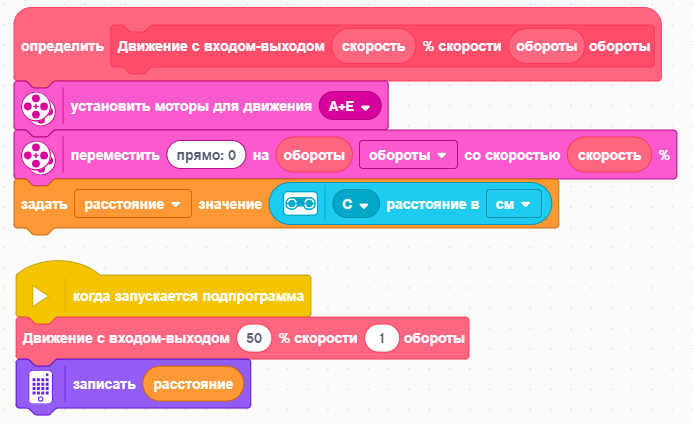 определить Движение с входом-выходом скорость % скорости обороты обороты
установить моторы для движения A+E
переместить прямо: 0 на обороты обороты со скоростью скорость %
задать расстояние значение C расстояние в см
когда запускается подпрограмма
Движение с входом-выходом 50 % скорости 1 обороты
записать расстояние